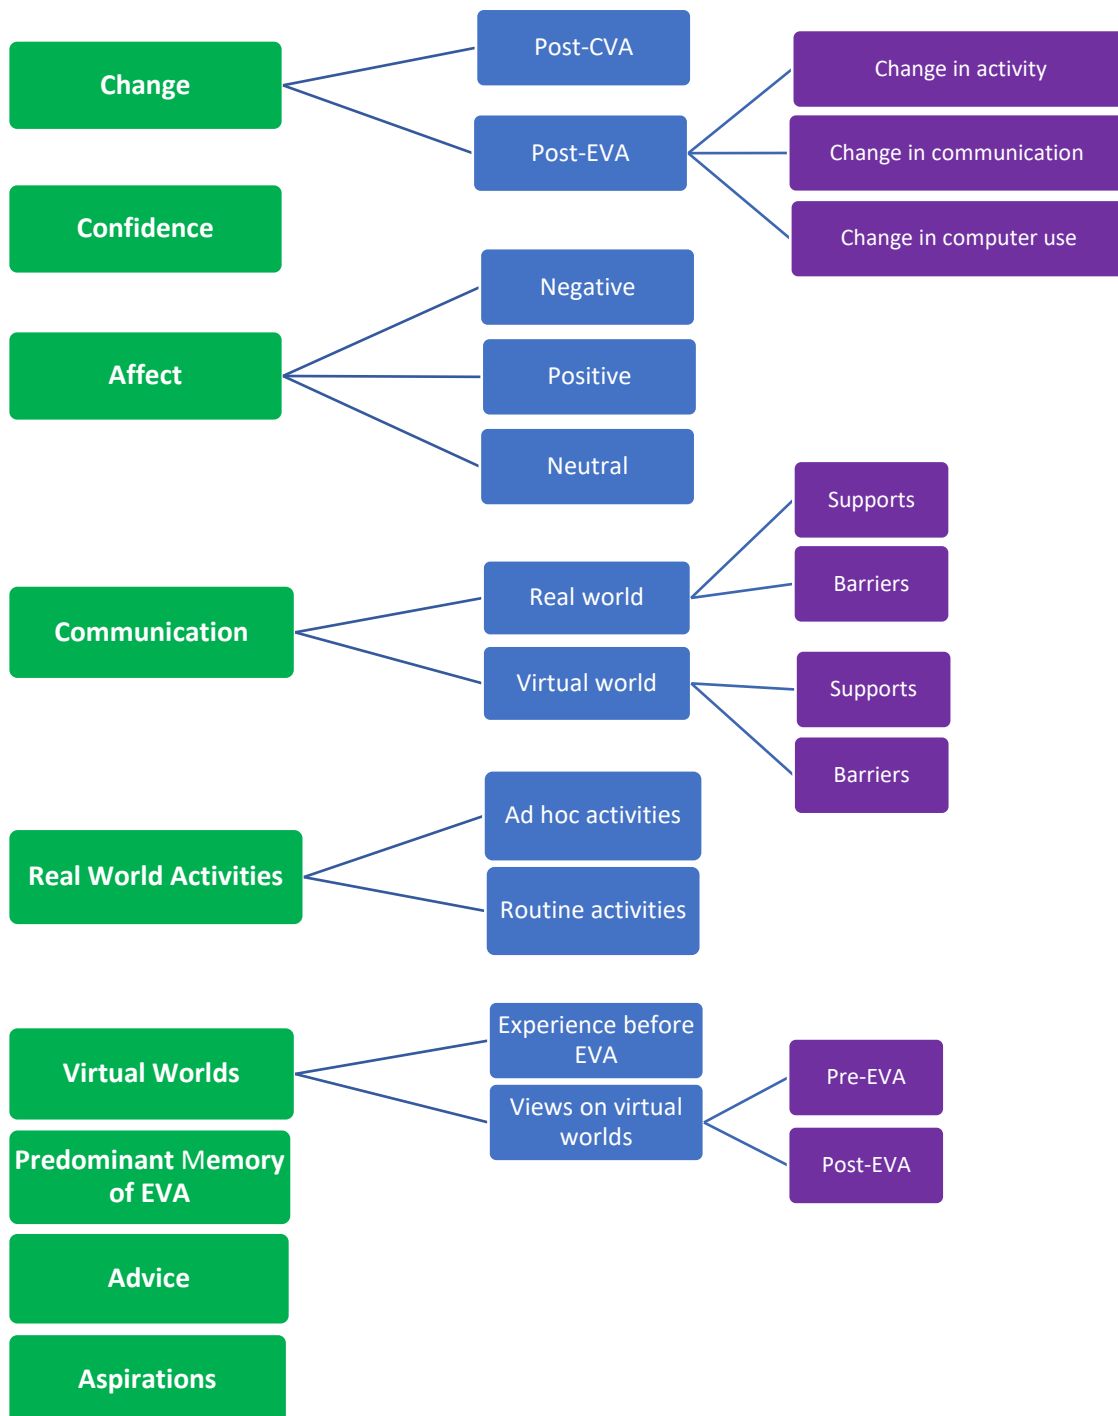 Change
Post-CVA
Post-EVA
Change in activity
Change in communication
Change in computer use
Confidence
Affect
Negative
Positive
Neutral
Communication
Real world
Supports
Barriers
Virtual world
Supports
Barriers
Real World Activities
Ad hoc activities
Routine activities
Virtual Worlds
Experience before
EVA
Views on virtual
worlds
Pre-EVA
Post-EVA
Predominant Memory
of EVA
Advice
Aspirations